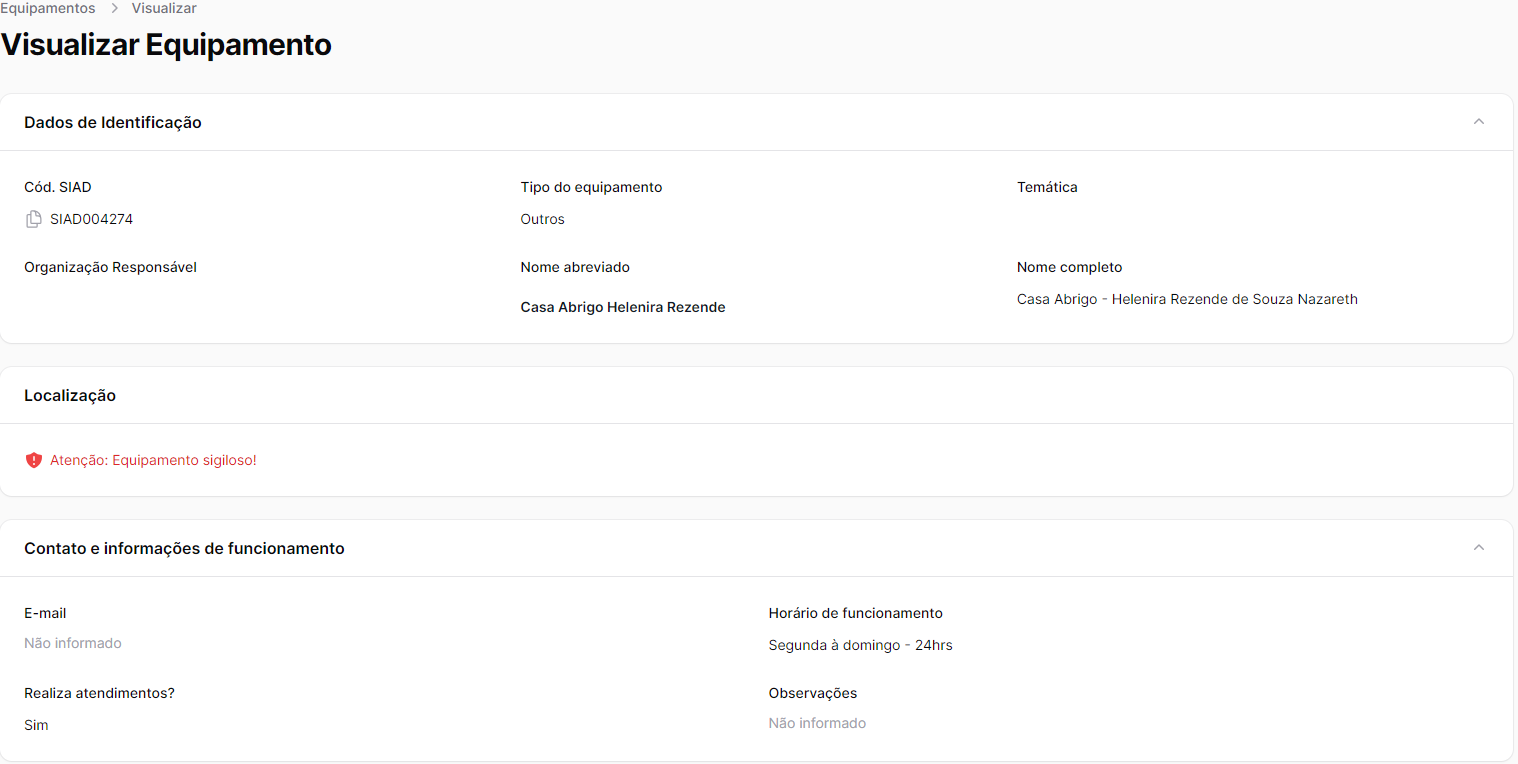 Equipamentos > Visualizar
Visualizar Equipamento
Dados de Identificação
Cód. SIAD
SIAD004274
Tipo do equipamento
Outros
Temática
Organização Responsável
Nome abreviado
Casa Abrigo Helenira Rezende
Nome completo
Casa Abrigo - Helenira Rezende de Souza Nazareth
Localização
Atenção: Equipamento sigiloso!
Contato e informações de funcionamento
E-mail
Não informado
Horário de funcionamento
Segunda à domingo - 24hrs
Realiza atendimentos?
Sim
Observações
Não informado